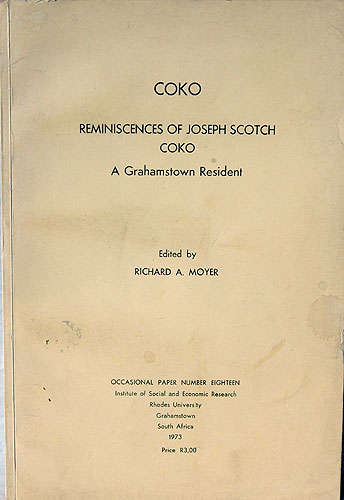 COKO
REMINISCENCES OF JOSEPH SCOTCH
COKO
A Grahamstown Resident
Edited by
RICHARD A. MOYER
OCCASIONAL PAPER NUMBER EIGHTEEN
Institute of Social and Economic Research
Rhodes University
Grahamstown
South Africa
1973
Price R3,00